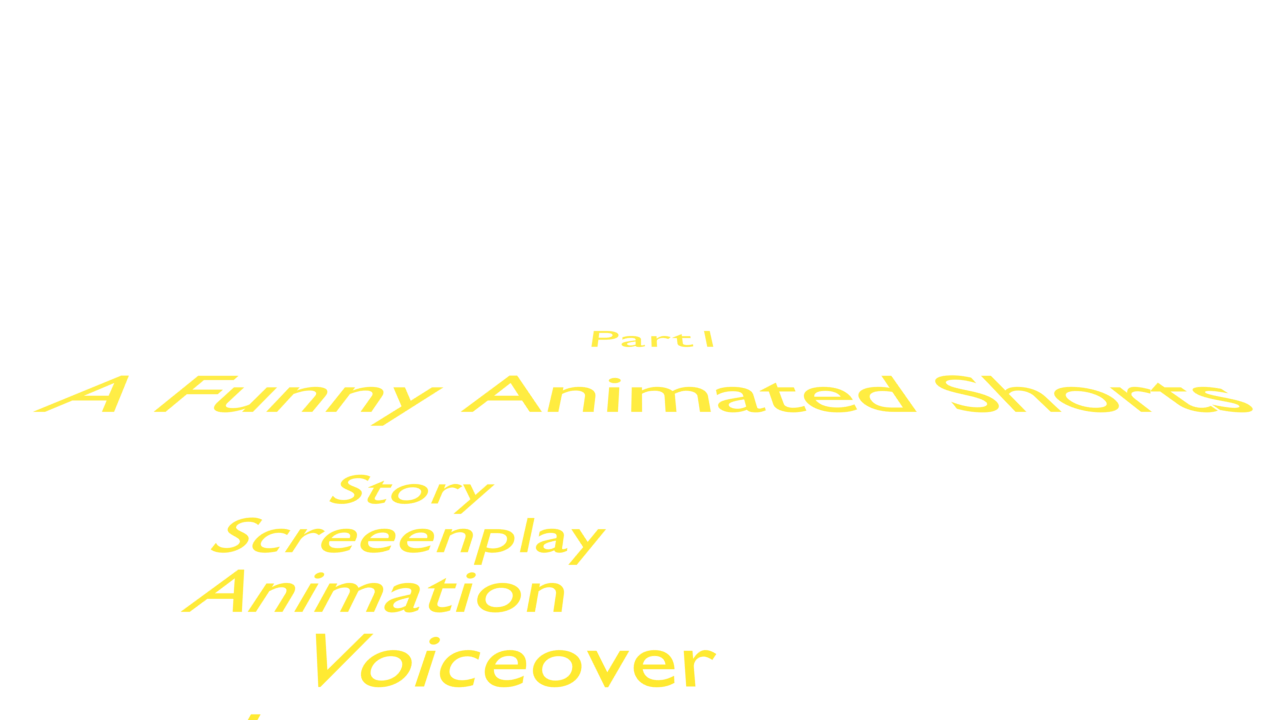 Part I
A Funny Animated Shorts
Story
Screeenplay
Animation
Voiceover